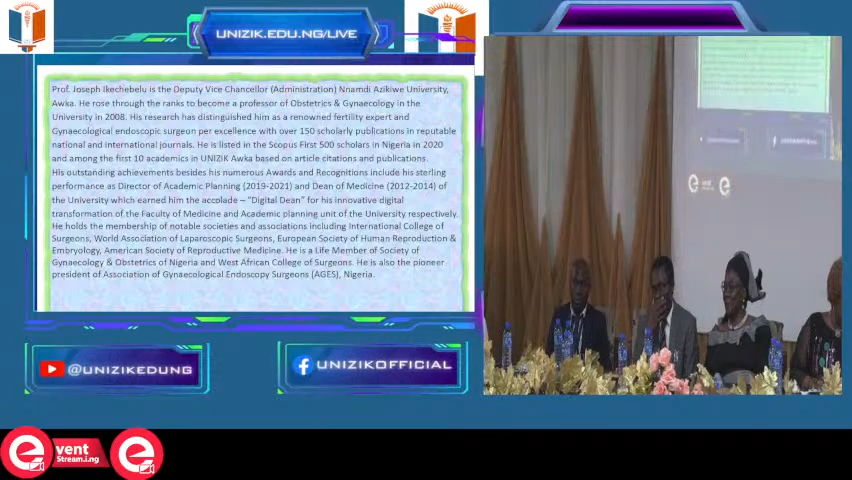 UNIZIK.EDU.NG/LIVE
Prof. Joseph Ikechebelu is the Deputy Vice Chancellor (Administration) Nnamdi Azikiwe University,
Awka. He rose through the ranks to become a professor of Obstetrics & Gynaecology in the
University in 2008. His research has distinguished him as a renowned fertility expert and
Gynaecological endoscopic surgeon per excellence with over 150 scholarly publications in reputable
national and international journals. He is listed in the Scopus First 500 scholars in Nigeria in 2020
and among the first 10 academics in UNIZIK Awka based on article citations and publications.
His outstanding achievements besides his numerous Awards and Recognitions include his sterling
performance as Director of Academic Planning (2019-2021) and Dean of Medicine (2012-2014) of
the University which earned him the accolade – "Digital Dean" for his innovative digital
transformation of the Faculty of Medicine and Academic planning unit of the University respectively.
He holds the membership of notable societies and associations including International College of
Surgeons, World Association of Laparoscopic Surgeons, European Society of Human Reproduction &
Embryology, American Society of Reproductive Medicine. He is a Life Member of Society of
Gynaecology & Obstetrics of Nigeria and West African College of Surgeons. He is also the pioneer
president of Association of Gynaecological Endoscopy Surgeons (AGES), Nigeria.
@UNIZIKEDUNG
UNIZIKOFFICIAL
event
Stream.i.ng